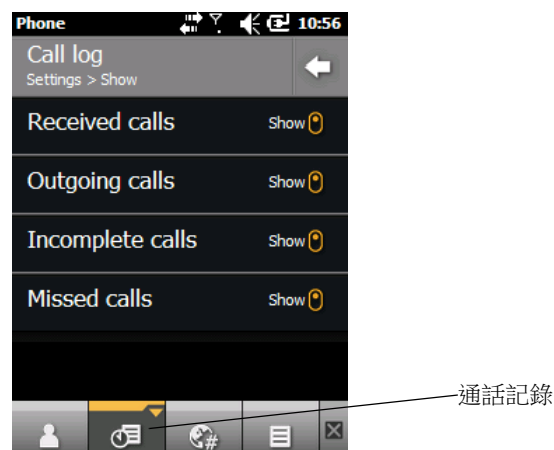 Phone 10:56
Call log
Settings > Show
Received calls Show
Outgoing calls Show
Incomplete calls Show
Missed calls Show
#
通話記錄